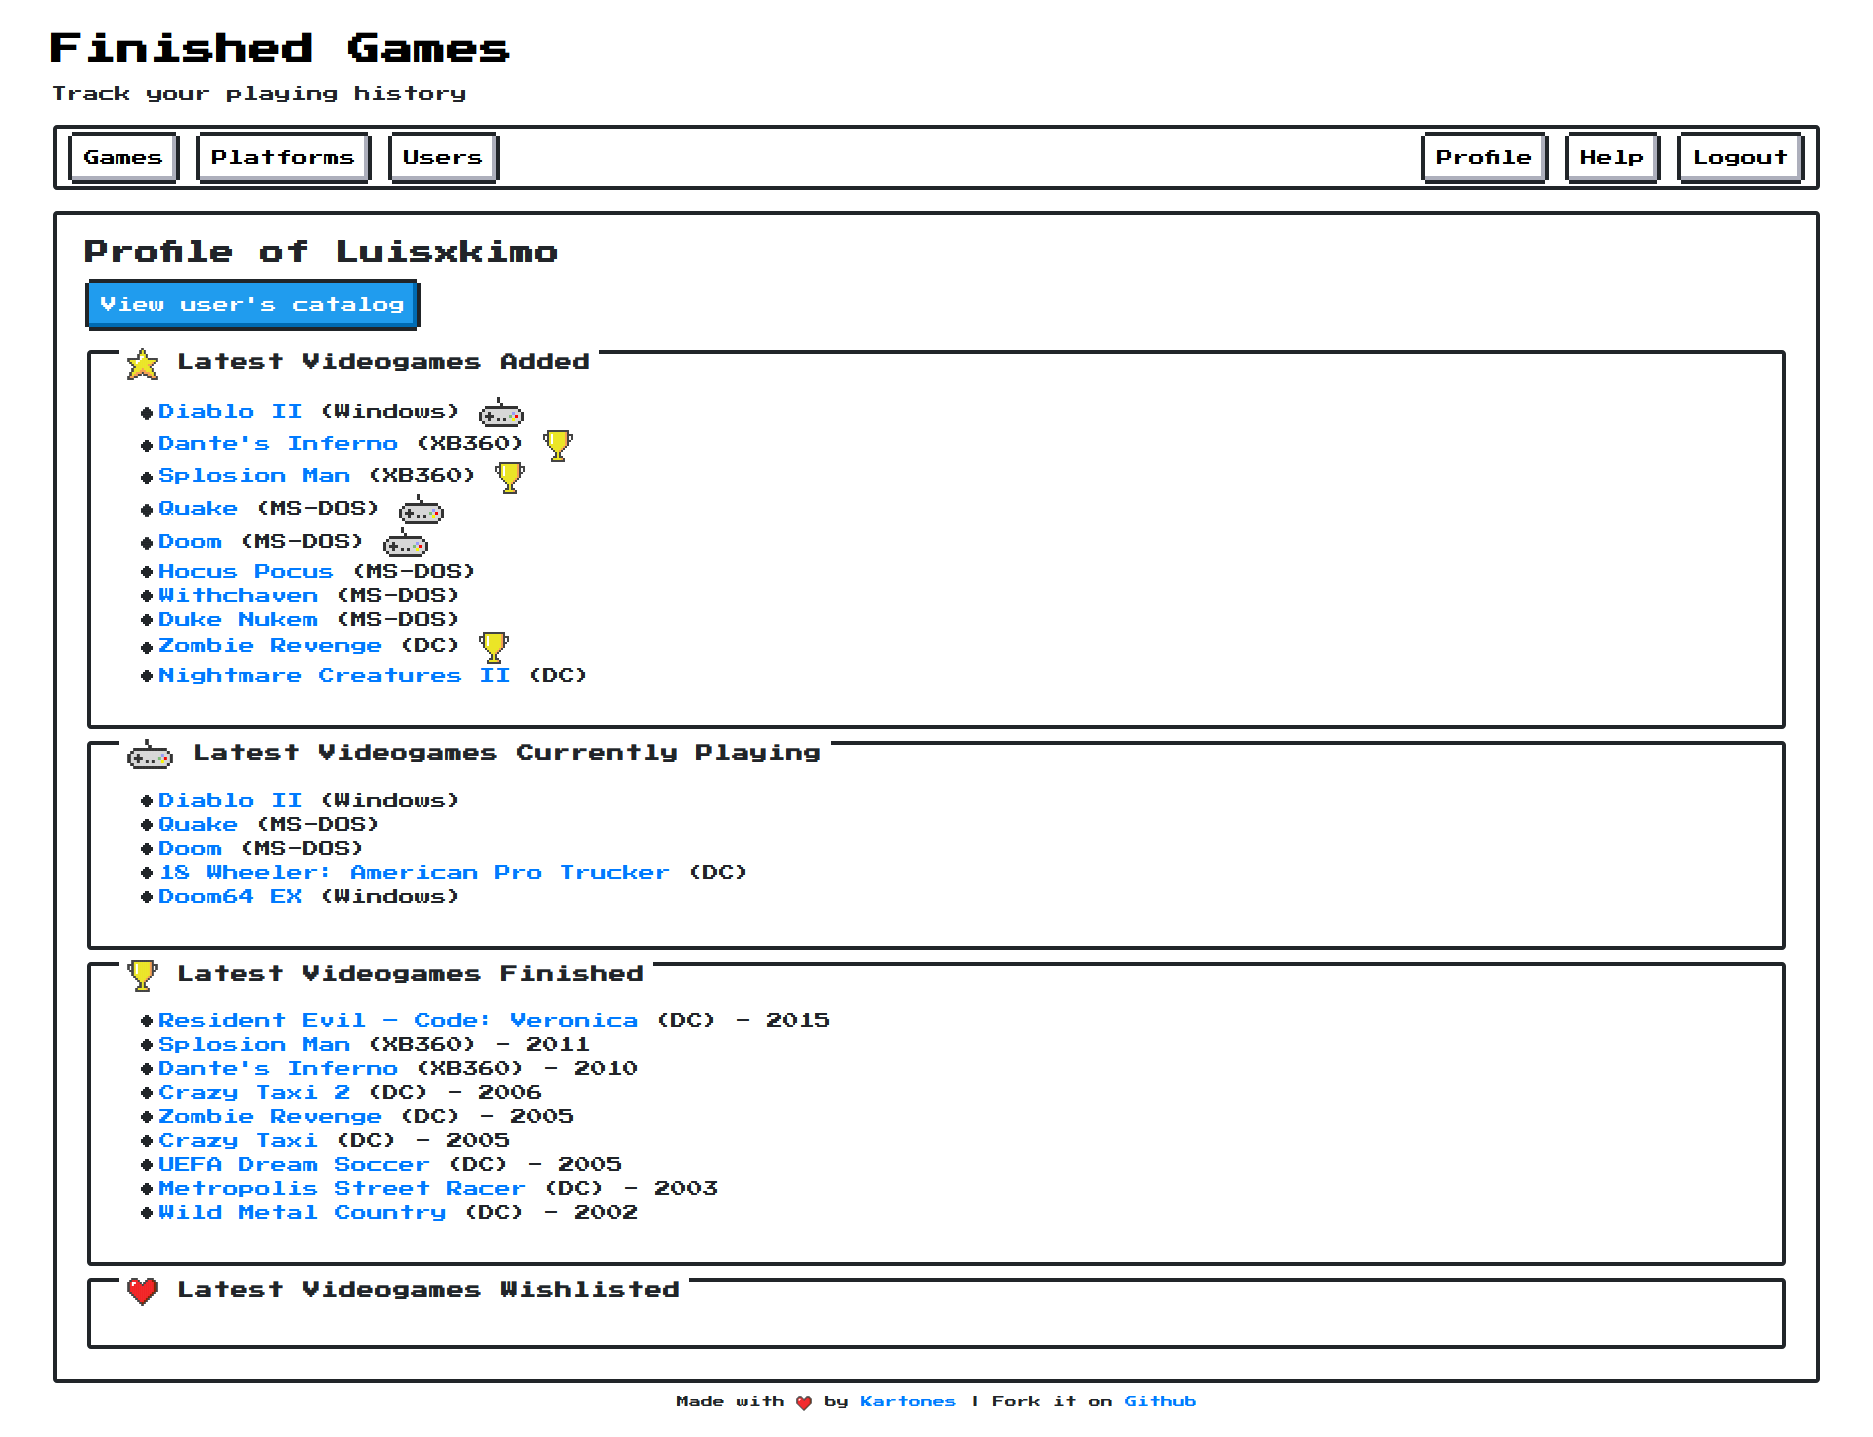 Finished Games
Track your playing history
Games Platforms Users Profile Help Logout
Profile of Luisxkimo
View user's catalog
Latest Videogames Added
Diablo II (Windows)
Dante's Inferno (XB360)
Splosion Man (XB360)
Quake (MS-DOS)
Doom (MS-DOS)
Hocus Pocus (MS-DOS)
Withchaven (MS-DOS)
Duke Nukem (MS-DOS)
Zombie Revenge (DC)
Nightmare Creatures II (DC)
Latest Videogames Currently Playing
Diablo II (Windows)
Quake (MS-DOS)
Doom (MS-DOS)
18 Wheeler: American Pro Trucker (DC)
Doom64 EX (Windows)
Latest Videogames Finished
Resident Evil – Code: Veronica (DC) - 2015
Splosion Man (XB360) - 2011
Dante's Inferno (XB360) - 2010
Crazy Taxi 2 (DC) - 2006
Zombie Revenge (DC) - 2005
Crazy Taxi (DC) - 2005
UEFA Dream Soccer (DC) - 2005
Metropolis Street Racer (DC) - 2003
Wild Metal Country (DC) - 2002
Latest Videogames Wishlisted
Made with ❤ by Kartones | Fork it on Github